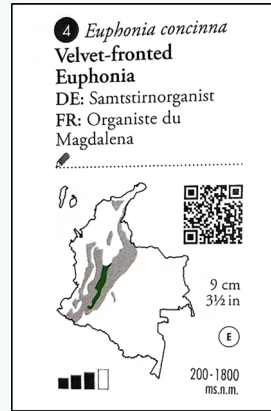 4 Euphonia concinna
Velvet-fronted
Euphonia
DE: Samtstirnorganist
FR: Organiste du
Magdalena
9 cm
3½ in
E
200-1800
ms.n.m.